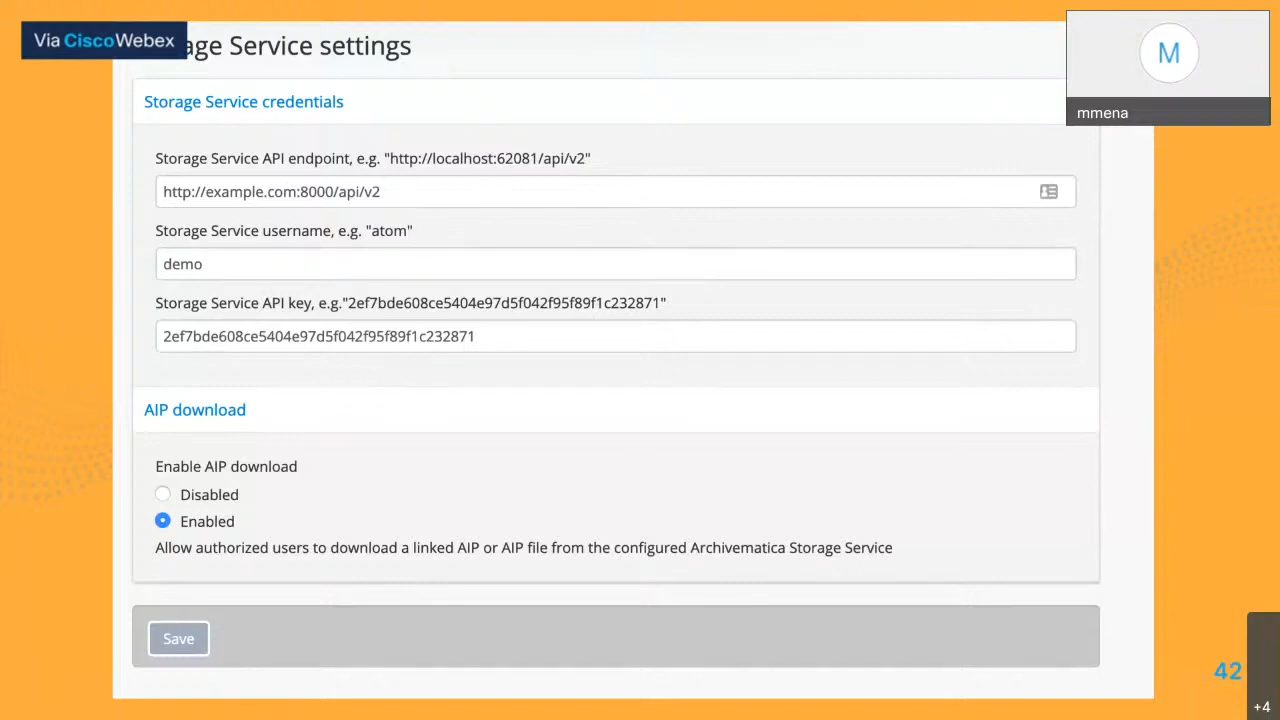 Via CiscoWebex
age Service settings
M
mmena
Storage Service credentials
Storage Service API endpoint, e.g. "http://localhost:62081/api/v2"
http://example.com:8000/api/v2
Storage Service username, e.g. "atom"
demo
Storage Service API key, e.g."2ef7bde608ce5404e97d5f042f95f89f1c232871"
2ef7bde608ce5404e97d5f042f95f89f1c232871
AIP download
Enable AIP download
Disabled
Enabled
Allow authorized users to download a linked AIP or AIP file from the configured Archivematica Storage Service
Save
42
+4